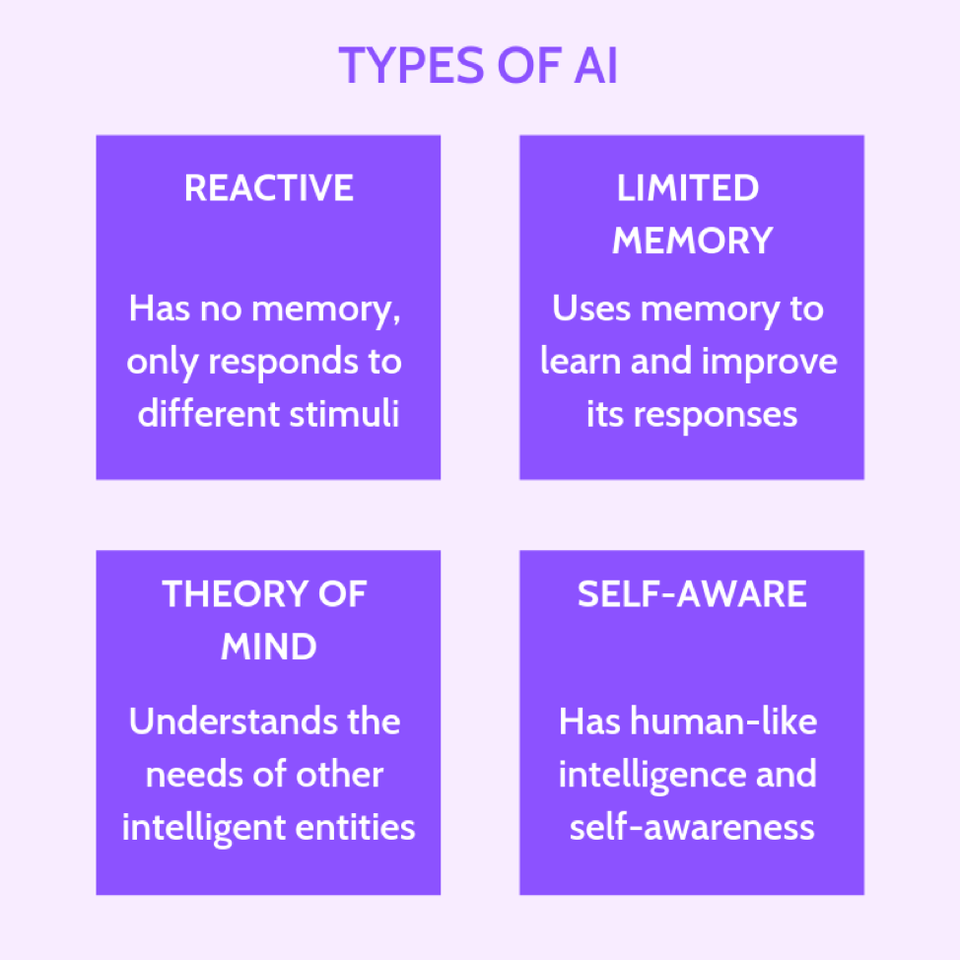 TYPES OF AI
REACTIVE
Has no memory,
only responds to
different stimuli
LIMITED
MEMORY
Uses memory to
learn and improve
its responses
THEORY OF
MIND
Understands the
needs of other
intelligent entities
SELF-AWARE
Has human-like
intelligence and
self-awareness